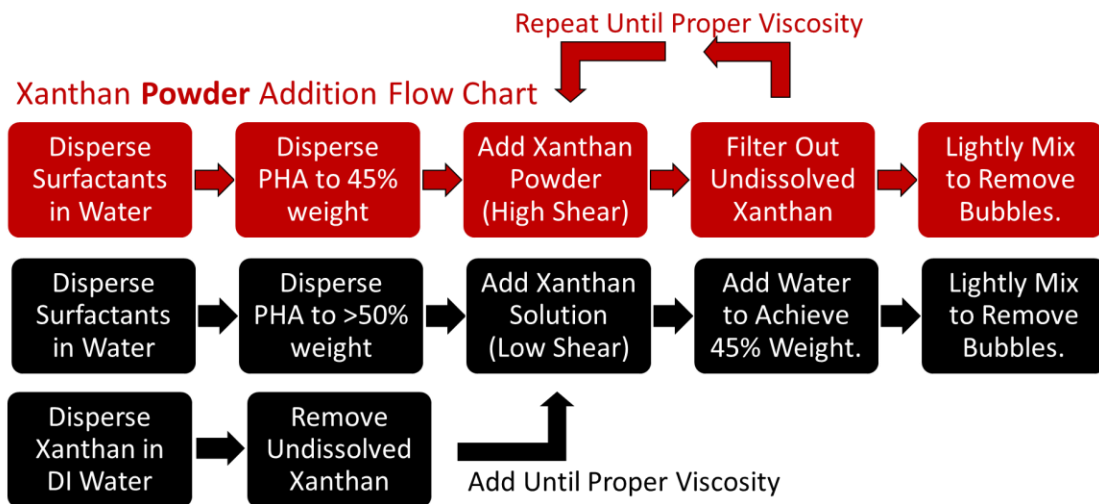 Repeat Until Proper Viscosity
Xanthan Powder Addition Flow Chart
Disperse
Surfactants
in Water
Disperse
PHA to 45%
weight
Add Xanthan
Powder
(High Shear)
Filter Out
Undissolved
Xanthan
Lightly Mix
to Remove
Bubbles.
Disperse
Surfactants
in Water
Disperse
PHA to >50%
weight
Add Xanthan
Solution
(Low Shear)
Add Water
to Achieve
45% Weight.
Lightly Mix
to Remove
Bubbles.
Disperse
Xanthan in
DI Water
Remove
Undissolved
Xanthan
Add Until Proper Viscosity